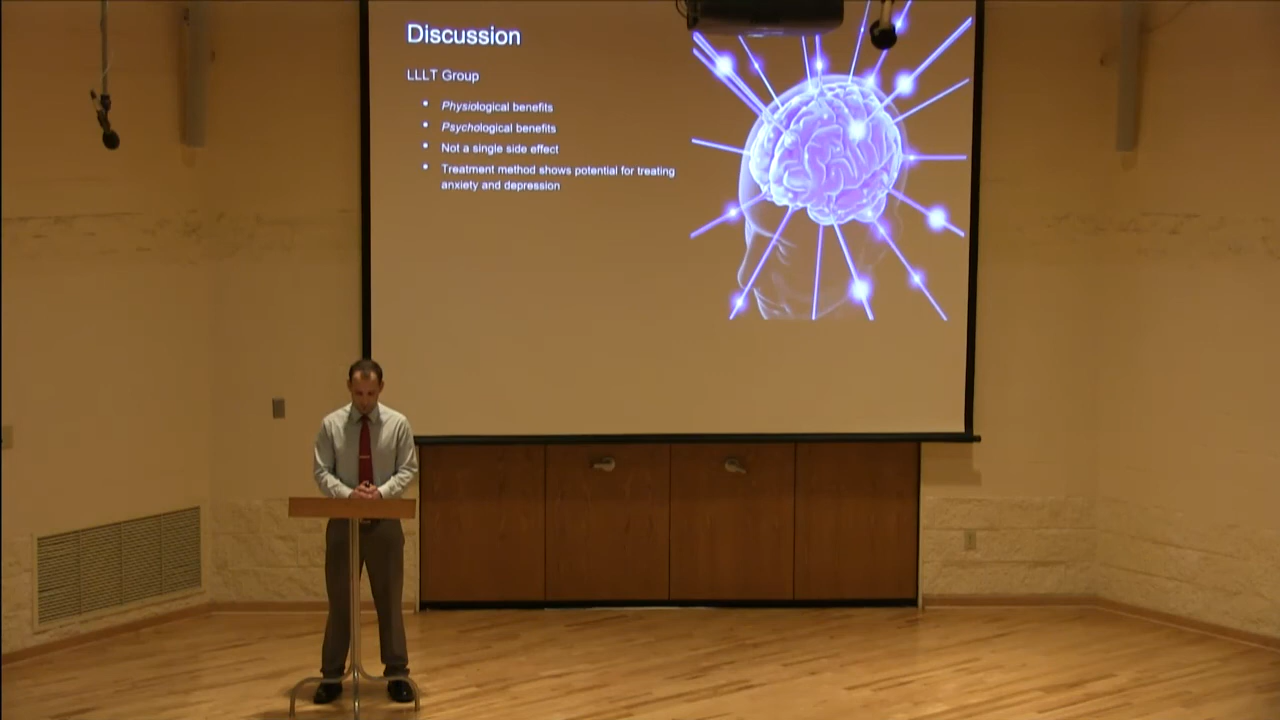 Discussion
LLLT Group
• Physiological benefits
• Psychological benefits
• Not a single side effect
• Treatment method shows potential for treating
anxiety and depression